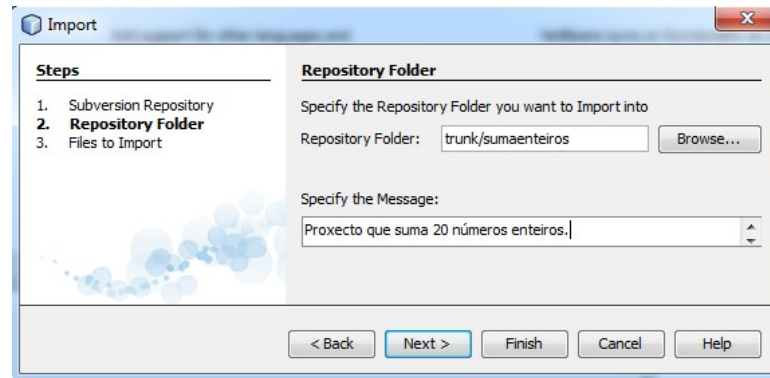 Import
Steps
1. Subversion Repository
2. Repository Folder
3. Files to Import
Repository Folder
Specify the Repository Folder you want to Import into
Repository Folder: trunk/sumaenteiros Browse...
Specify the Message:
Proxecto que suma 20 números enteiros.
< Back Next > Finish Cancel Help